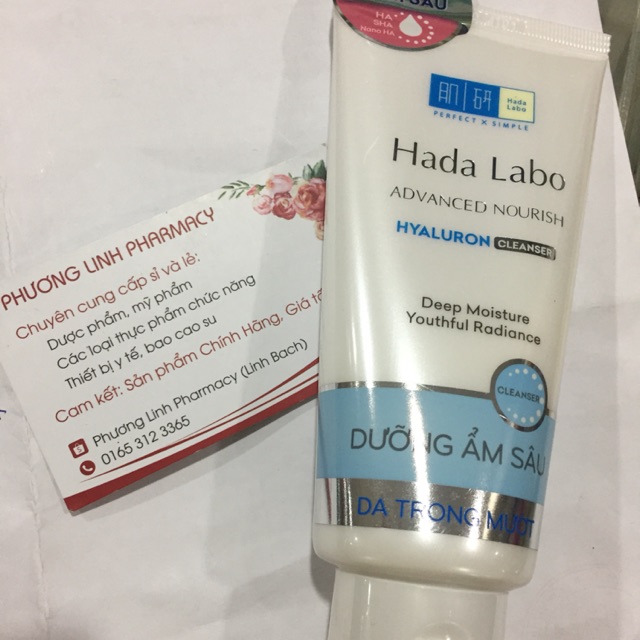 PHƯƠNG LINH PHARMACY
Chuyên cung cấp sỉ và lẻ:
Dược phẩm, mỹ phẩm
Các loại thực phẩm chức năng
Thiết bị y tế, bao cao su
Cam kết: Sản phẩm Chính Hãng, Giá
Phương Linh Pharmacy (Linh Bach)
0165 312 3365
HA
SHA
Nano HA
肌研
Hada
Labo
PERFECT × SIMPLE
Hada Labo
ADVANCED NOURISH
HYALURON CLEANSER
Deep Moisture
Youthful Radiance
CLEANSER
DƯỠNG ẨM SÂU
DA TRONG MƯỚT